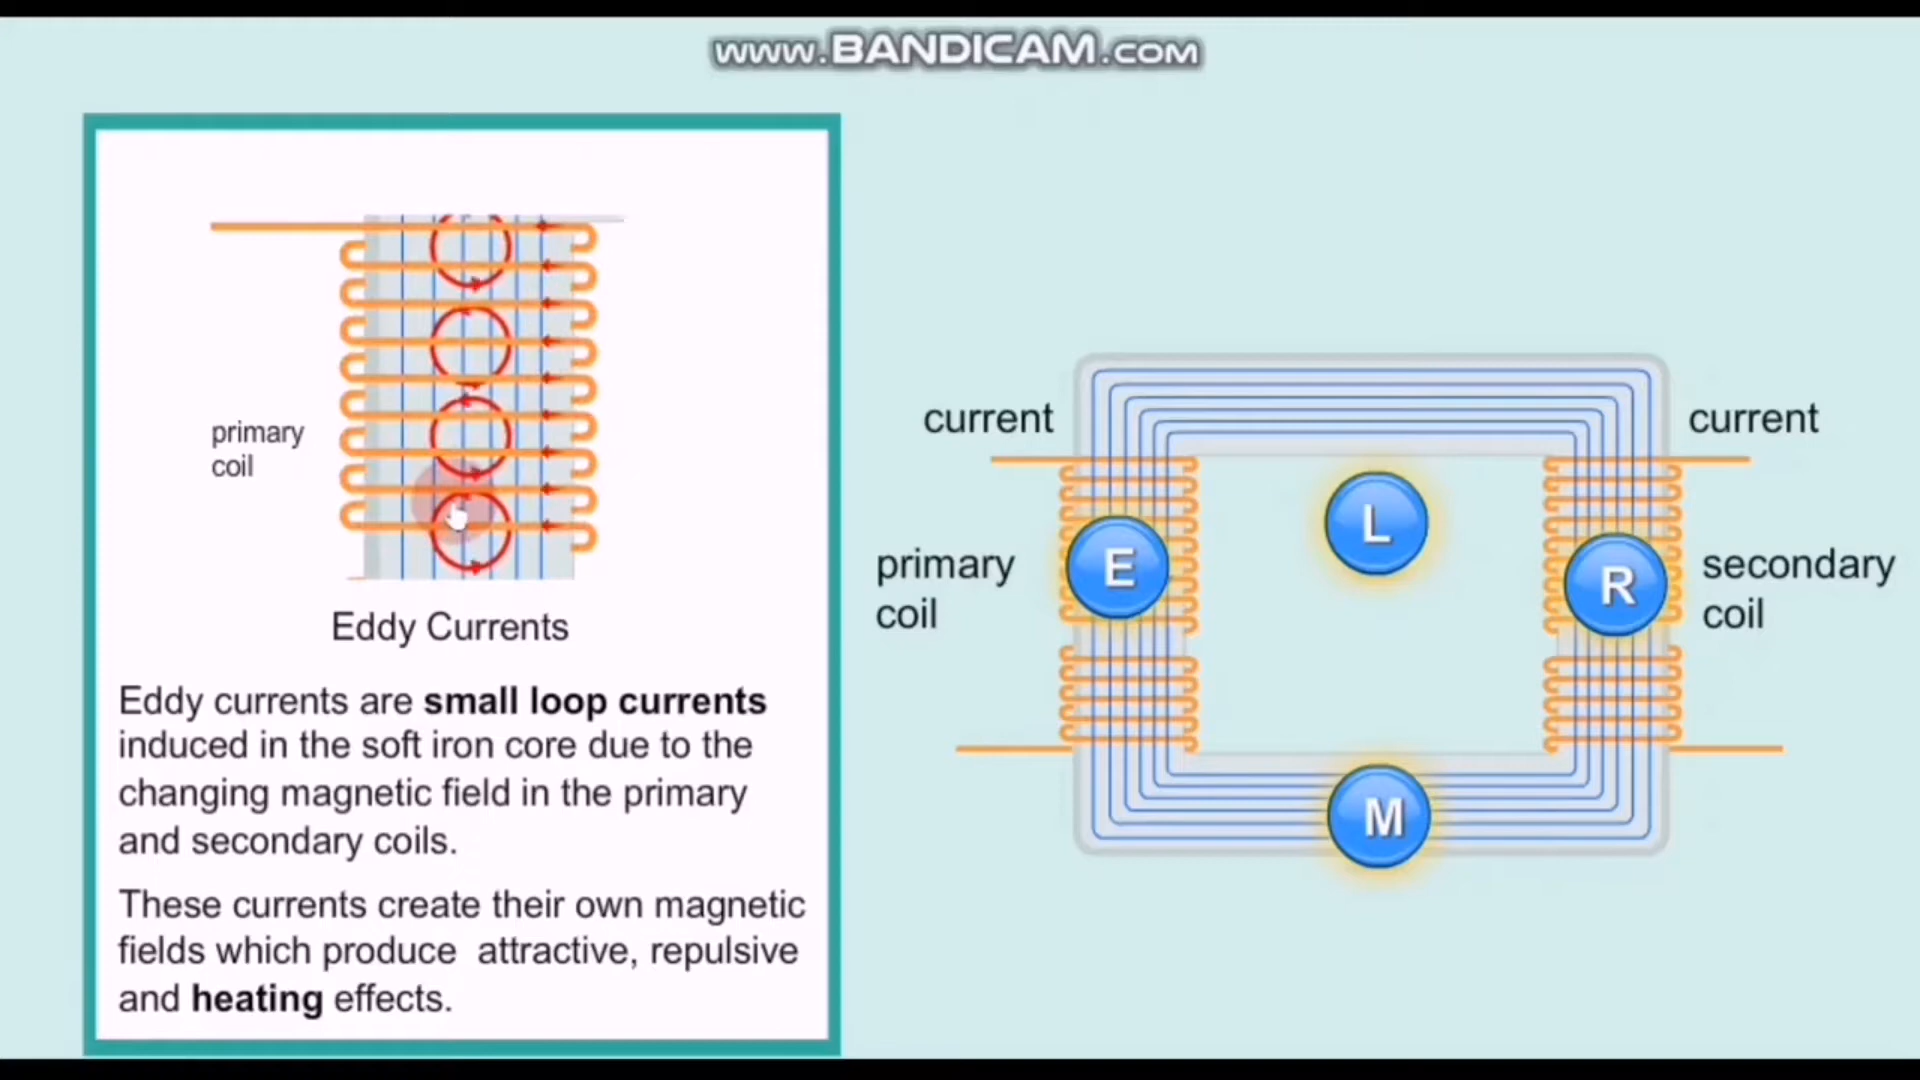 www.BANDICAM.com
primary
coil
Eddy Currents
Eddy currents are small loop currents
induced in the soft iron core due to the
changing magnetic field in the primary
and secondary coils.
These currents create their own magnetic
fields which produce attractive, repulsive
and heating effects.
current
current
L
E
R
primary
coil
secondary
coil
M